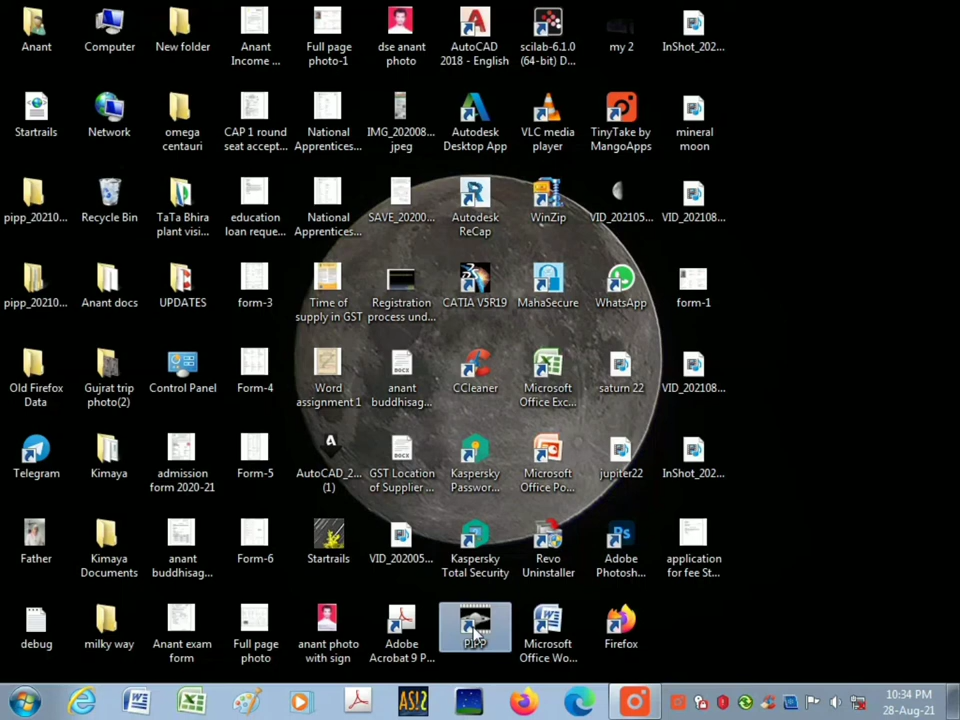 Anant
Computer
New folder
Anant
Income ...
Full page
photo-1
dse anant
photo
AutoCAD
2018 - English
scilab-6.1.0
(64-bit) D...
my 2
InShot_202...
Startrails
Network
omega
centauri
CAP 1 round
seat accept...
National
Apprentices...
IMG_202008...
jpeg
Autodesk
Desktop App
VLC media
player
TinyTake by
MangoApps
mineral
moon
pipp_20210...
Recycle Bin
TaTa Bhira
plant visi...
education
loan reque...
National
Apprentices...
SAVE_20200...
Autodesk
ReCap
WinZip
VID_202105...
VID_202108...
pipp_20210...
Anant docs
UPDATES
form-3
Time of
supply in GST
Registration
process und...
CATIA V5R19
MahaSecure
WhatsApp
form-1
Old Firefox
Data
Gujrat trip
photo(2)
Control Panel
Form-4
Word
assignment 1
DOCX
anant
buddhisag...
CCleaner
Microsoft
Office Exc...
saturn 22
VID_202108...
Telegram
Kimaya
admission
form 2020-21
Form-5
AutoCAD_2...
(1)
DOCX
GST Location
of Supplier ...
Kaspersky
Passwor...
Microsoft
Office Po...
jupiter22
InShot_202...
Father
Kimaya
Documents
anant
buddhisag...
Form-6
Startrails
VID_202005...
Kaspersky
Total Security
Revo
Uninstaller
Ps
Adobe
Photosh...
application
for fee St...
debug
milky way
Anant exam
form
Full page
photo
anant photo
with sign
Adobe
Acrobat 9 P...
PIPP
Microsoft
Office Wo...
Firefox
AS!2
10:34 PM
28-Aug-21